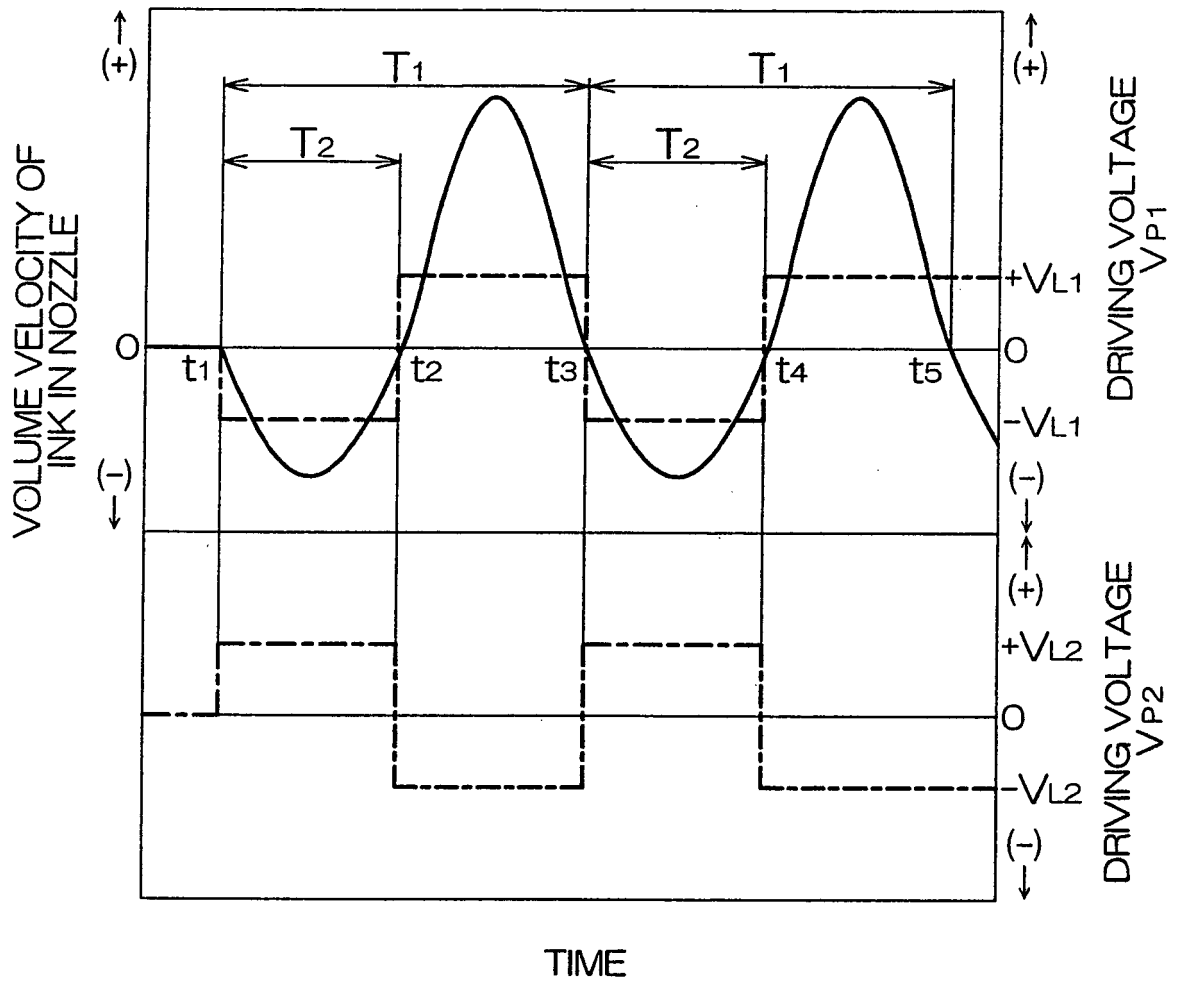 (+)
(+)
T1
T1
T2
T2
VOLUME VELOCITY OF
INK IN NOZZLE
DRIVING VOLTAGE
VP1
+VL1
0
t1
t2
t3
t4
t5
0
-VL1
(-)
(-)
(+)
+VL2
0
-VL2
(-)
DRIVING VOLTAGE
VP2
TIME